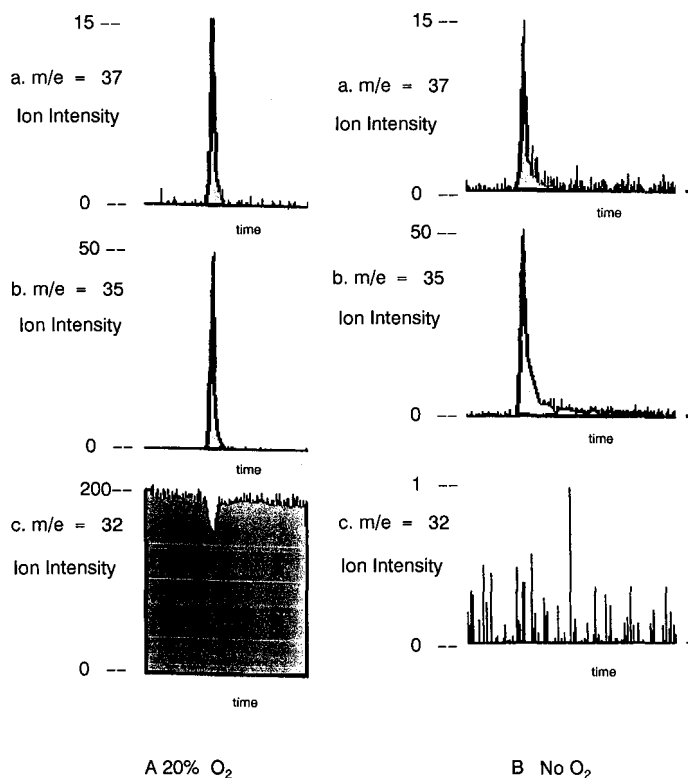 15 --
a. m/e = 37
Ion Intensity
0 --
time
50 --
b. m/e = 35
Ion Intensity
0 --
time
200--
c. m/e = 32
Ion Intensity
0 --
time
A 20% O2
15 --
a. m/e = 37
Ion Intensity
0 --
time
50 --
b. m/e = 35
Ion Intensity
0 --
time
1 --
c. m/e = 32
Ion Intensity
0 --
time
B No O2